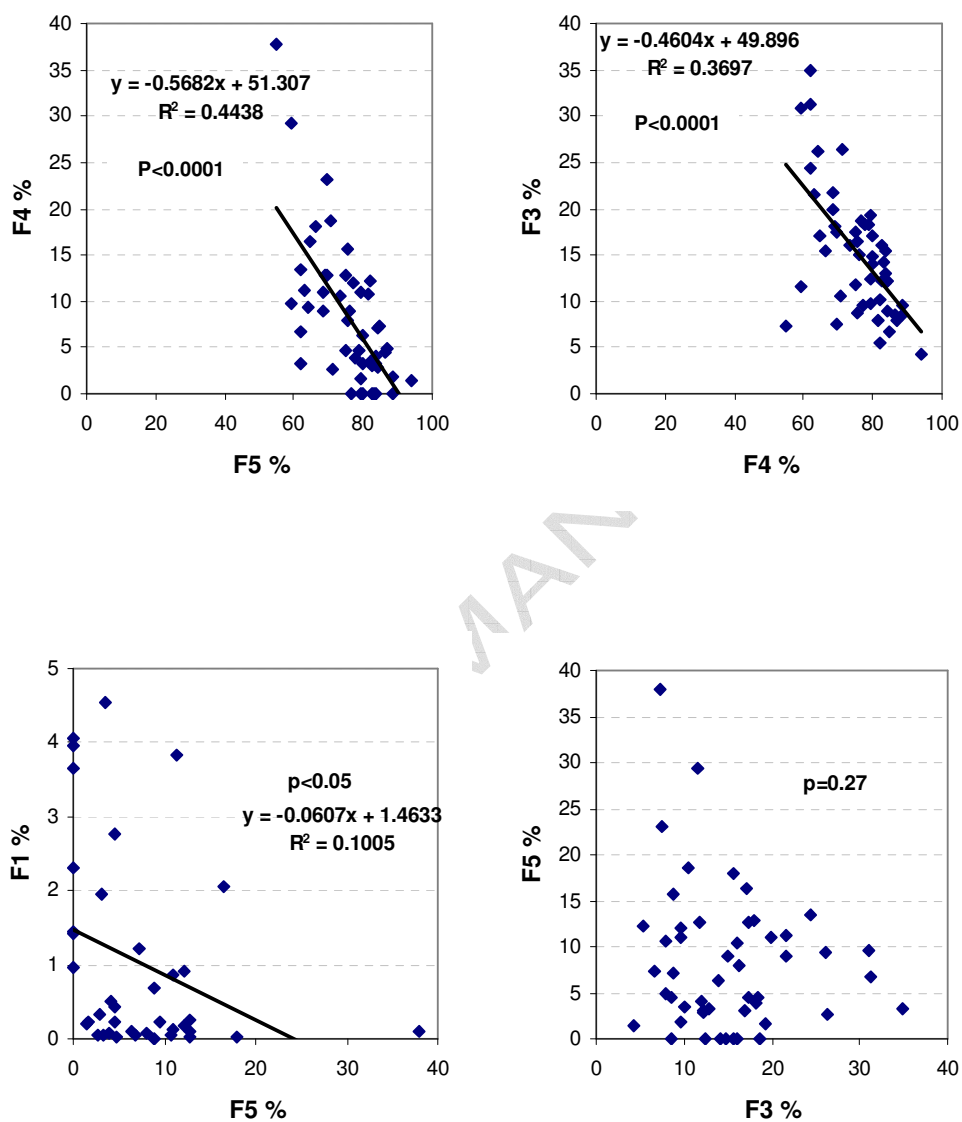 40
35
30
25
20
15
10
5
0
F4 %
y = -0.5682x + 51.307
R² = 0.4438
P<0.0001
0 20 40 60 80 100
F5 %
40
35
30
25
20
15
10
5
0
F3 %
y = -0.4604x + 49.896
R² = 0.3697
P<0.0001
0 20 40 60 80 100
F4 %
MAN
5
4
3
2
1
0
F1 %
p<0.05
y = -0.0607x + 1.4633
R² = 0.1005
0 10 20 30 40
F5 %
40
35
30
25
20
15
10
5
0
F5 %
p=0.27
0 10 20 30 40
F3 %